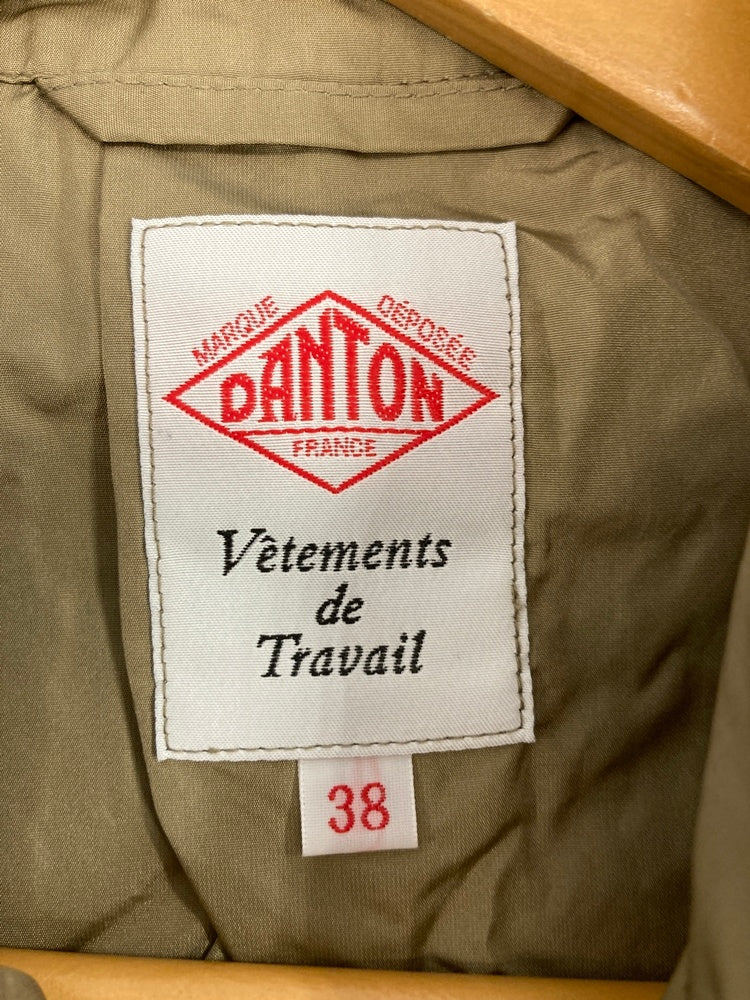 MARQUE DÉPOSÉE
DANTON
FRANCE
Vêtements
de
Travail
38